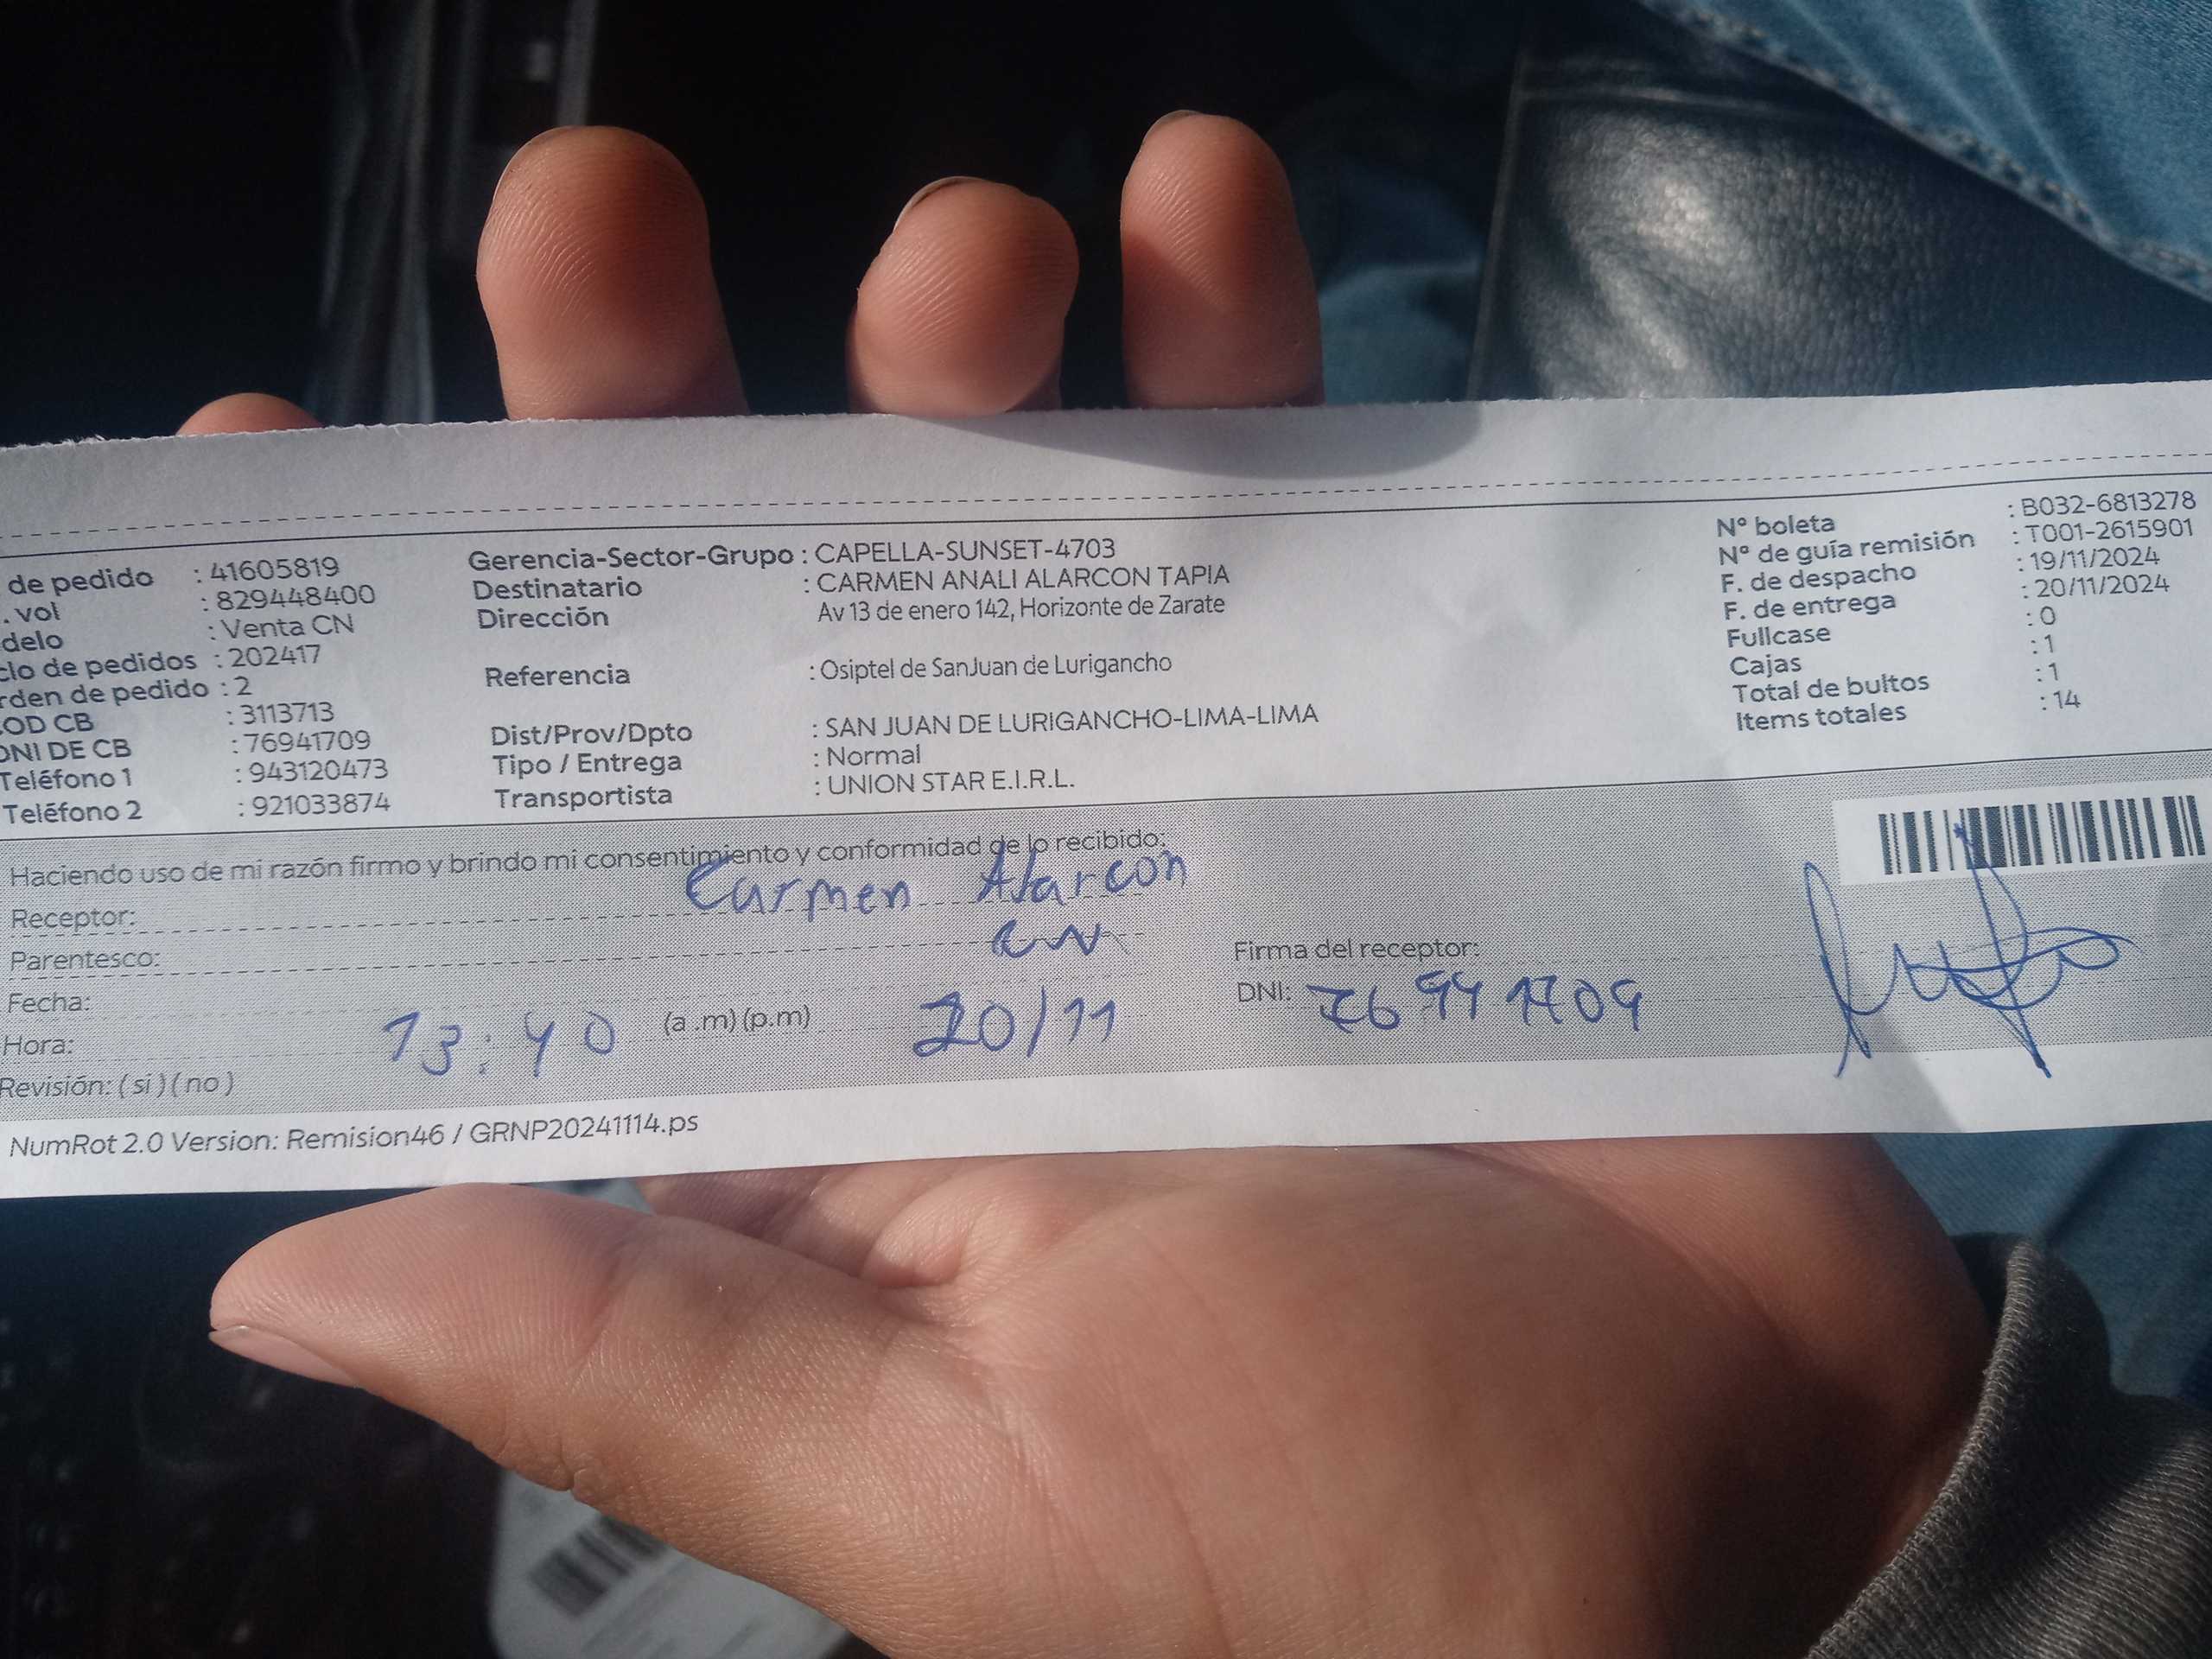 de pedido : 41605819
. vol : 829448400
delo : Venta CN
clo de pedidos : 202417
rden de pedido : 2
OD CB : 3113713
DNI DE CB : 76941709
Teléfono 1 : 943120473
Teléfono 2 : 921033874
Gerencia-Sector-Grupo : CAPELLA-SUNSET-4703
Destinatario : CARMEN ANALI ALARCON TAPIA
Dirección Av 13 de enero 142, Horizonte de Zarate
Referencia : Osiptel de SanJuan de Lurigancho
Dist/Prov/Dpto : SAN JUAN DE LURIGANCHO-LIMA-LIMA
Tipo / Entrega : Normal
Transportista : UNION STAR E.I.R.L.
Nº boleta : B032-6813278
Nº de guía remisión : T001-2615901
F. de despacho : 19/11/2024
F. de entrega : 20/11/2024
Fullcase : 0
Cajas : 1
Total de bultos : 1
Items totales : 14
Haciendo uso de mi razón firmo y brindo mi consentimiento y conformidad de lo recibido:
Receptor: Carmen Alarcon
Parentesco:
Fecha: 20/11
Hora: 13:40 (a .m) (p.m)
Revisión: ( si ) ( no )
Firma del receptor:
DNI: 76941709
NumRot 2.0 Version: Remision46 / GRNP20241114.ps